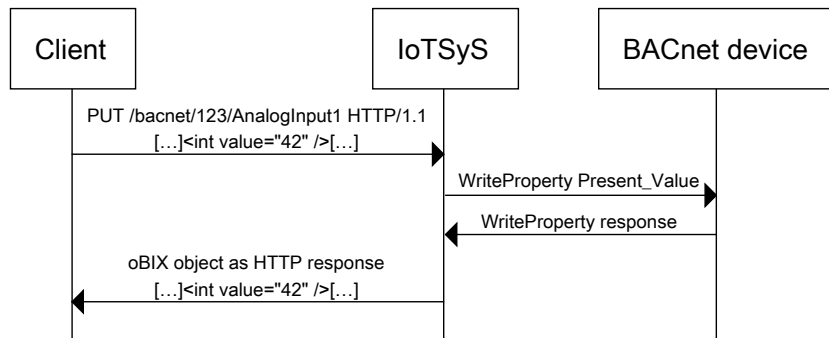 Client
IoTSyS
BACnet device
PUT /bacnet/123/AnalogInput1 HTTP/1.1
[…]<int value="42" />[…]
WriteProperty Present_Value
WriteProperty response
oBIX object as HTTP response
[…]<int value="42" />[…]